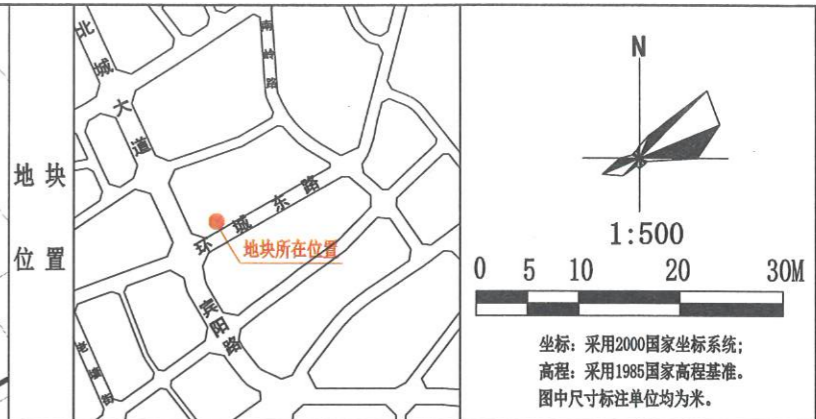 地块
位置
北城大道
南岭路
环城东路
地块所在位置
宾阳路
N
1:500
0 5 10 20 30M
坐标：采用2000国家坐标系统；
高程：采用1985国家高程基准。
图中尺寸标注单位均为米。